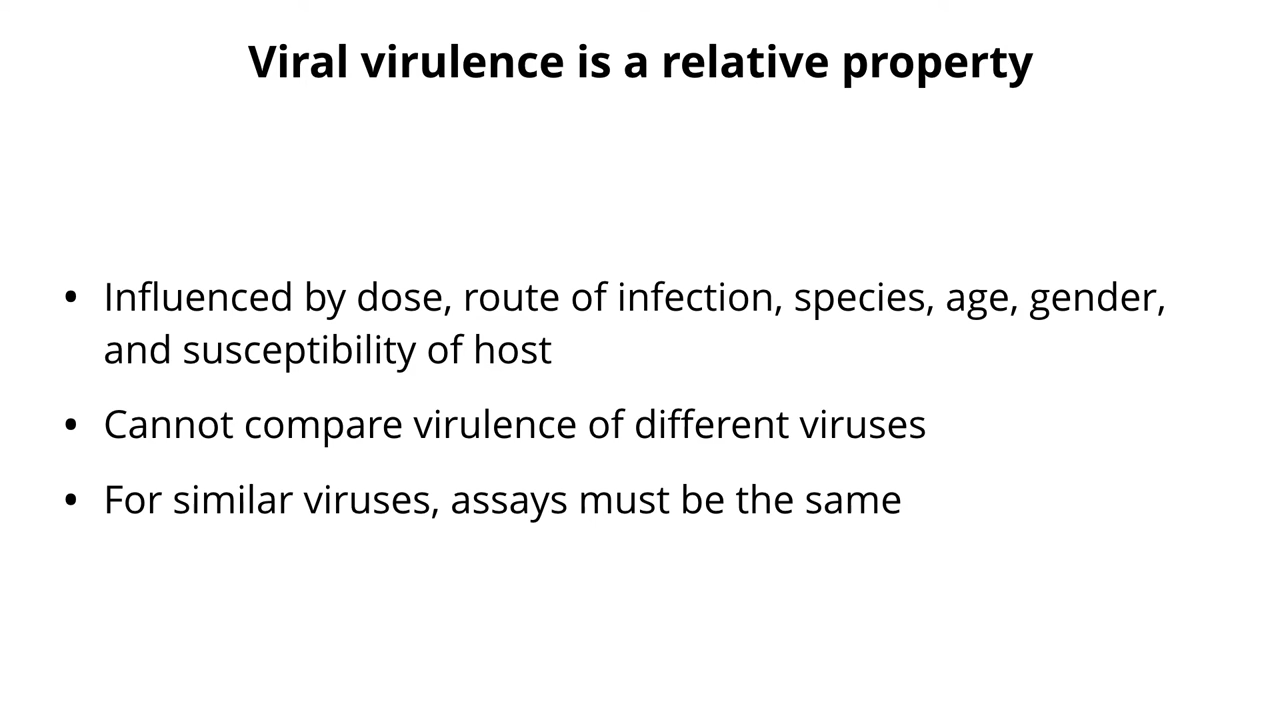 Viral virulence is a relative property
• Influenced by dose, route of infection, species, age, gender,
and susceptibility of host
• Cannot compare virulence of different viruses
• For similar viruses, assays must be the same